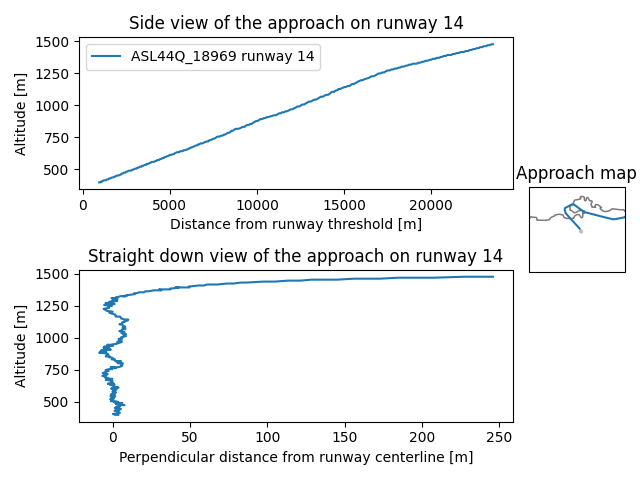 Side view of the approach on runway 14
1500
1250
1000
750
500
Altitude [m]
ASL44Q_18969 runway 14
0
5000
10000
15000
20000
Distance from runway threshold [m]
Approach map
Straight down view of the approach on runway 14
1500
1250
1000
750
500
Altitude [m]
0
50
100
150
200
250
Perpendicular distance from runway centerline [m]